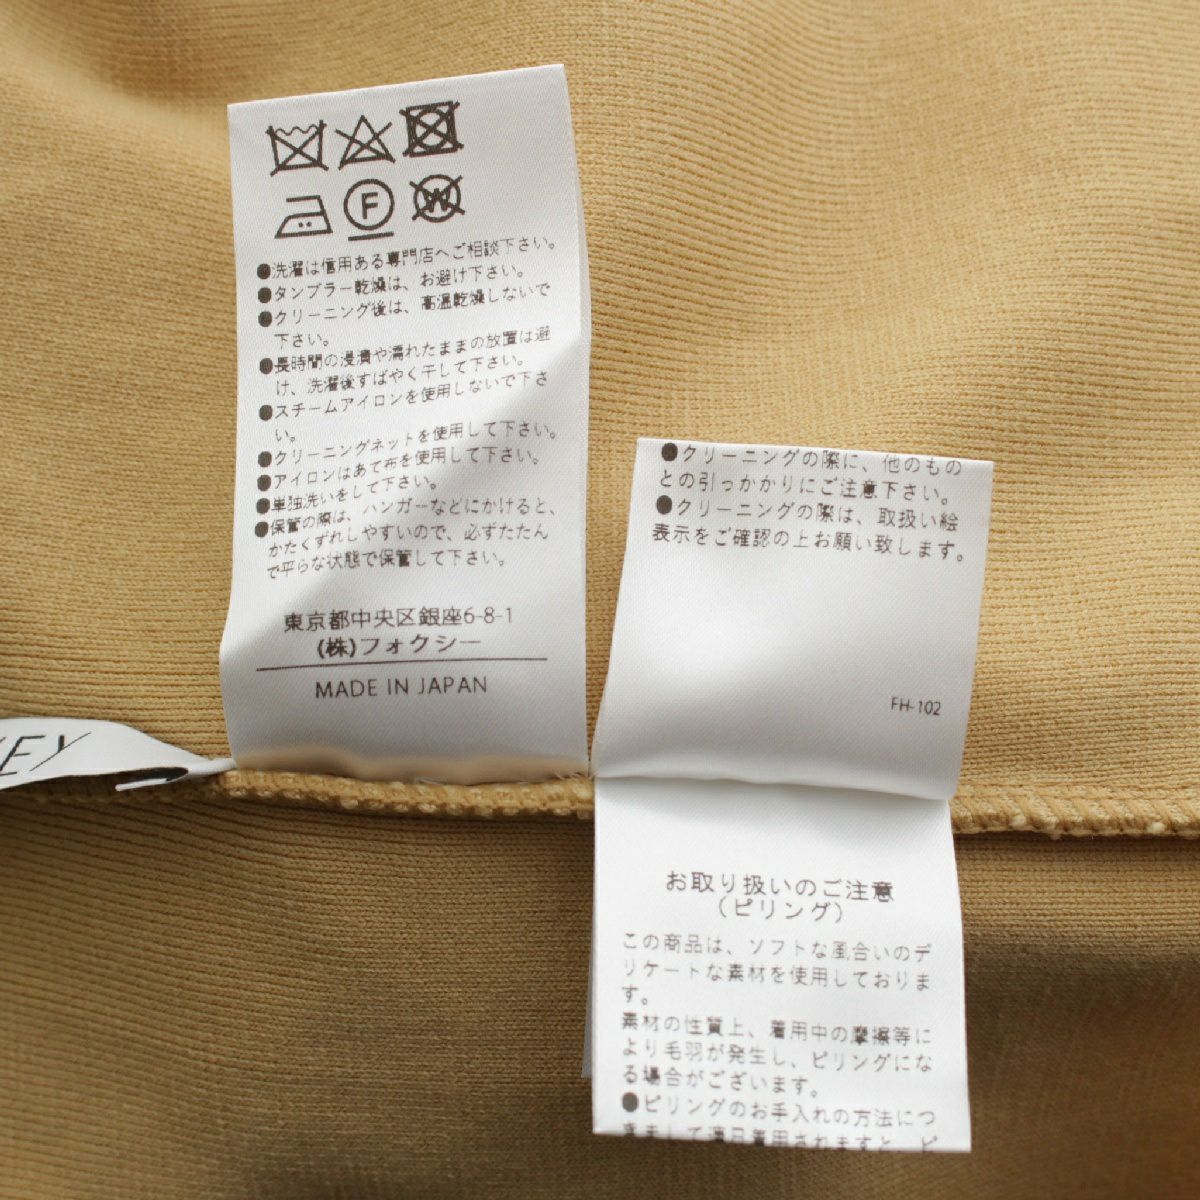 F
W
●洗濯は信用ある専門店へご相談下さい。
●タンブラー乾燥は、お避け下さい。
●クリーニング後は、高温乾燥しないで
下さい。
●長時間の浸漬や濡れたままの放置は避
け、洗濯後すばやく干して下さい。
●スチームアイロンを使用しないで下さ
い。
●クリーニングネットを使用して下さい。
●アイロンはあて布を使用して下さい。
●単独洗いをして下さい。
●保管の際は、ハンガーなどにかけると、
かたくずれしやすいので、必ずたたん
で平らな状態で保管して下さい。
東京都中央区銀座6-8-1
(株)フォクシー
MADE IN JAPAN
●クリーニングの際に、他のもの
との引っかかりにご注意下さい。
●クリーニングの際は、取扱い絵
表示をご確認の上お願い致します。
FH-102
EY
お取り扱いのご注意
（ピリング）
この商品は、ソフトな風合いのデ
リケートな素材を使用しておりま
す。
素材の性質上、着用中の摩擦等に
より毛羽が発生し、ピリングにな
る場合がございます。
●ピリングのお手入れの方法につ
きまして適且着用されますと、ピ